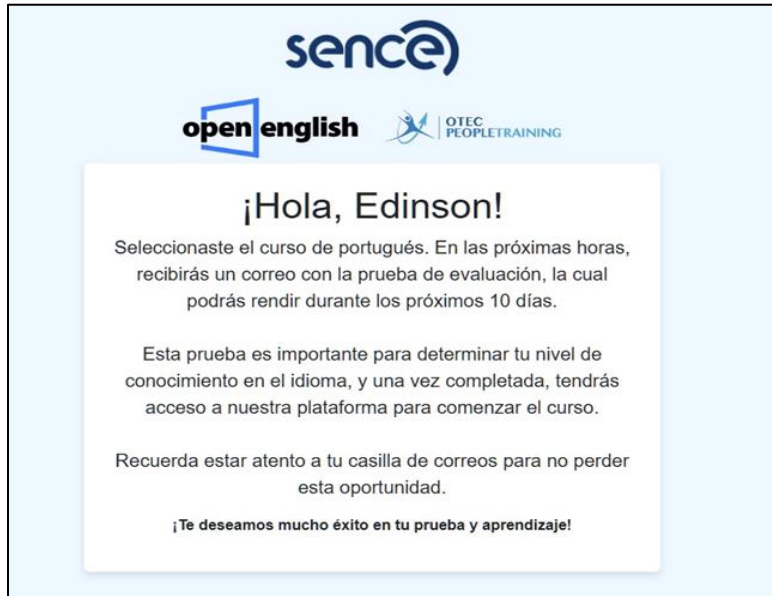 sence
open english
OTEC
PEOPLETRAINING
¡Hola, Edinson!
Seleccionaste el curso de portugués. En las próximas horas,
recibirás un correo con la prueba de evaluación, la cual
podrás rendir durante los próximos 10 días.
Esta prueba es importante para determinar tu nivel de
conocimiento en el idioma, y una vez completada, tendrás
acceso a nuestra plataforma para comenzar el curso.
Recuerda estar atento a tu casilla de correos para no perder
esta oportunidad.
¡Te deseamos mucho éxito en tu prueba y aprendizaje!